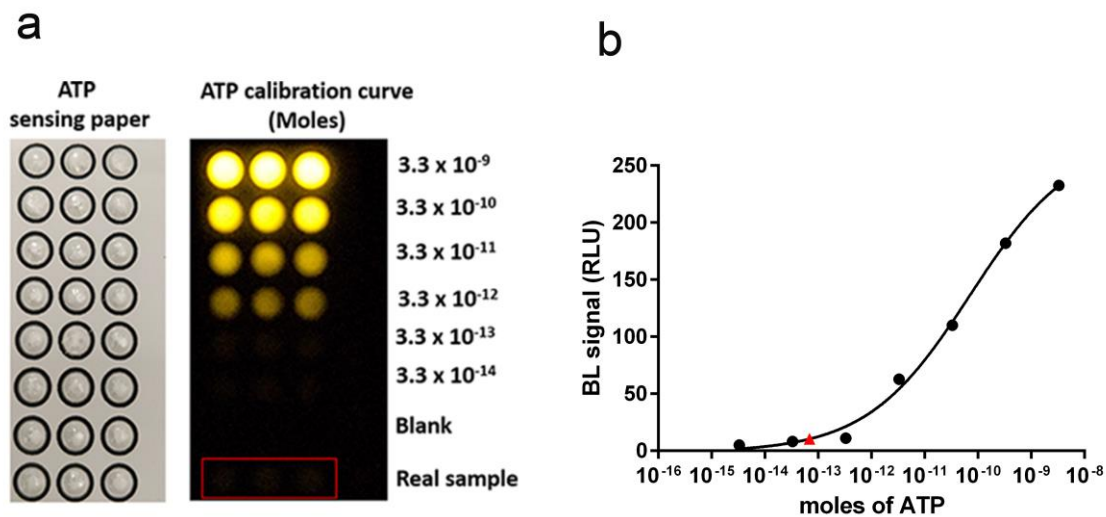 a
ATP
sensing paper
ATP calibration curve
(Moles)
3.3 x 10⁻⁹
3.3 x 10⁻¹⁰
3.3 x 10⁻¹¹
3.3 x 10⁻¹²
3.3 x 10⁻¹³
3.3 x 10⁻¹⁴
Blank
Real sample
b
BL signal (RLU)
250
200
150
100
50
0
10⁻¹⁶ 10⁻¹⁵ 10⁻¹⁴ 10⁻¹³ 10⁻¹² 10⁻¹¹ 10⁻¹⁰ 10⁻⁹ 10⁻⁸
moles of ATP